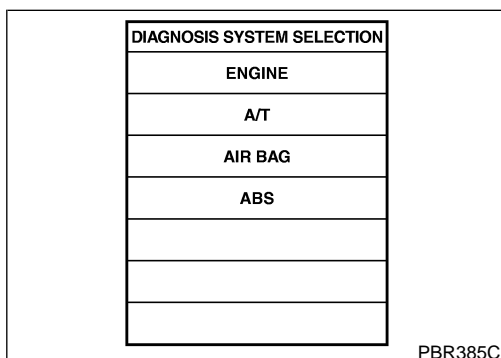 DIAGNOSIS SYSTEM SELECTION
ENGINE
A/T
AIR BAG
ABS
PBR385C